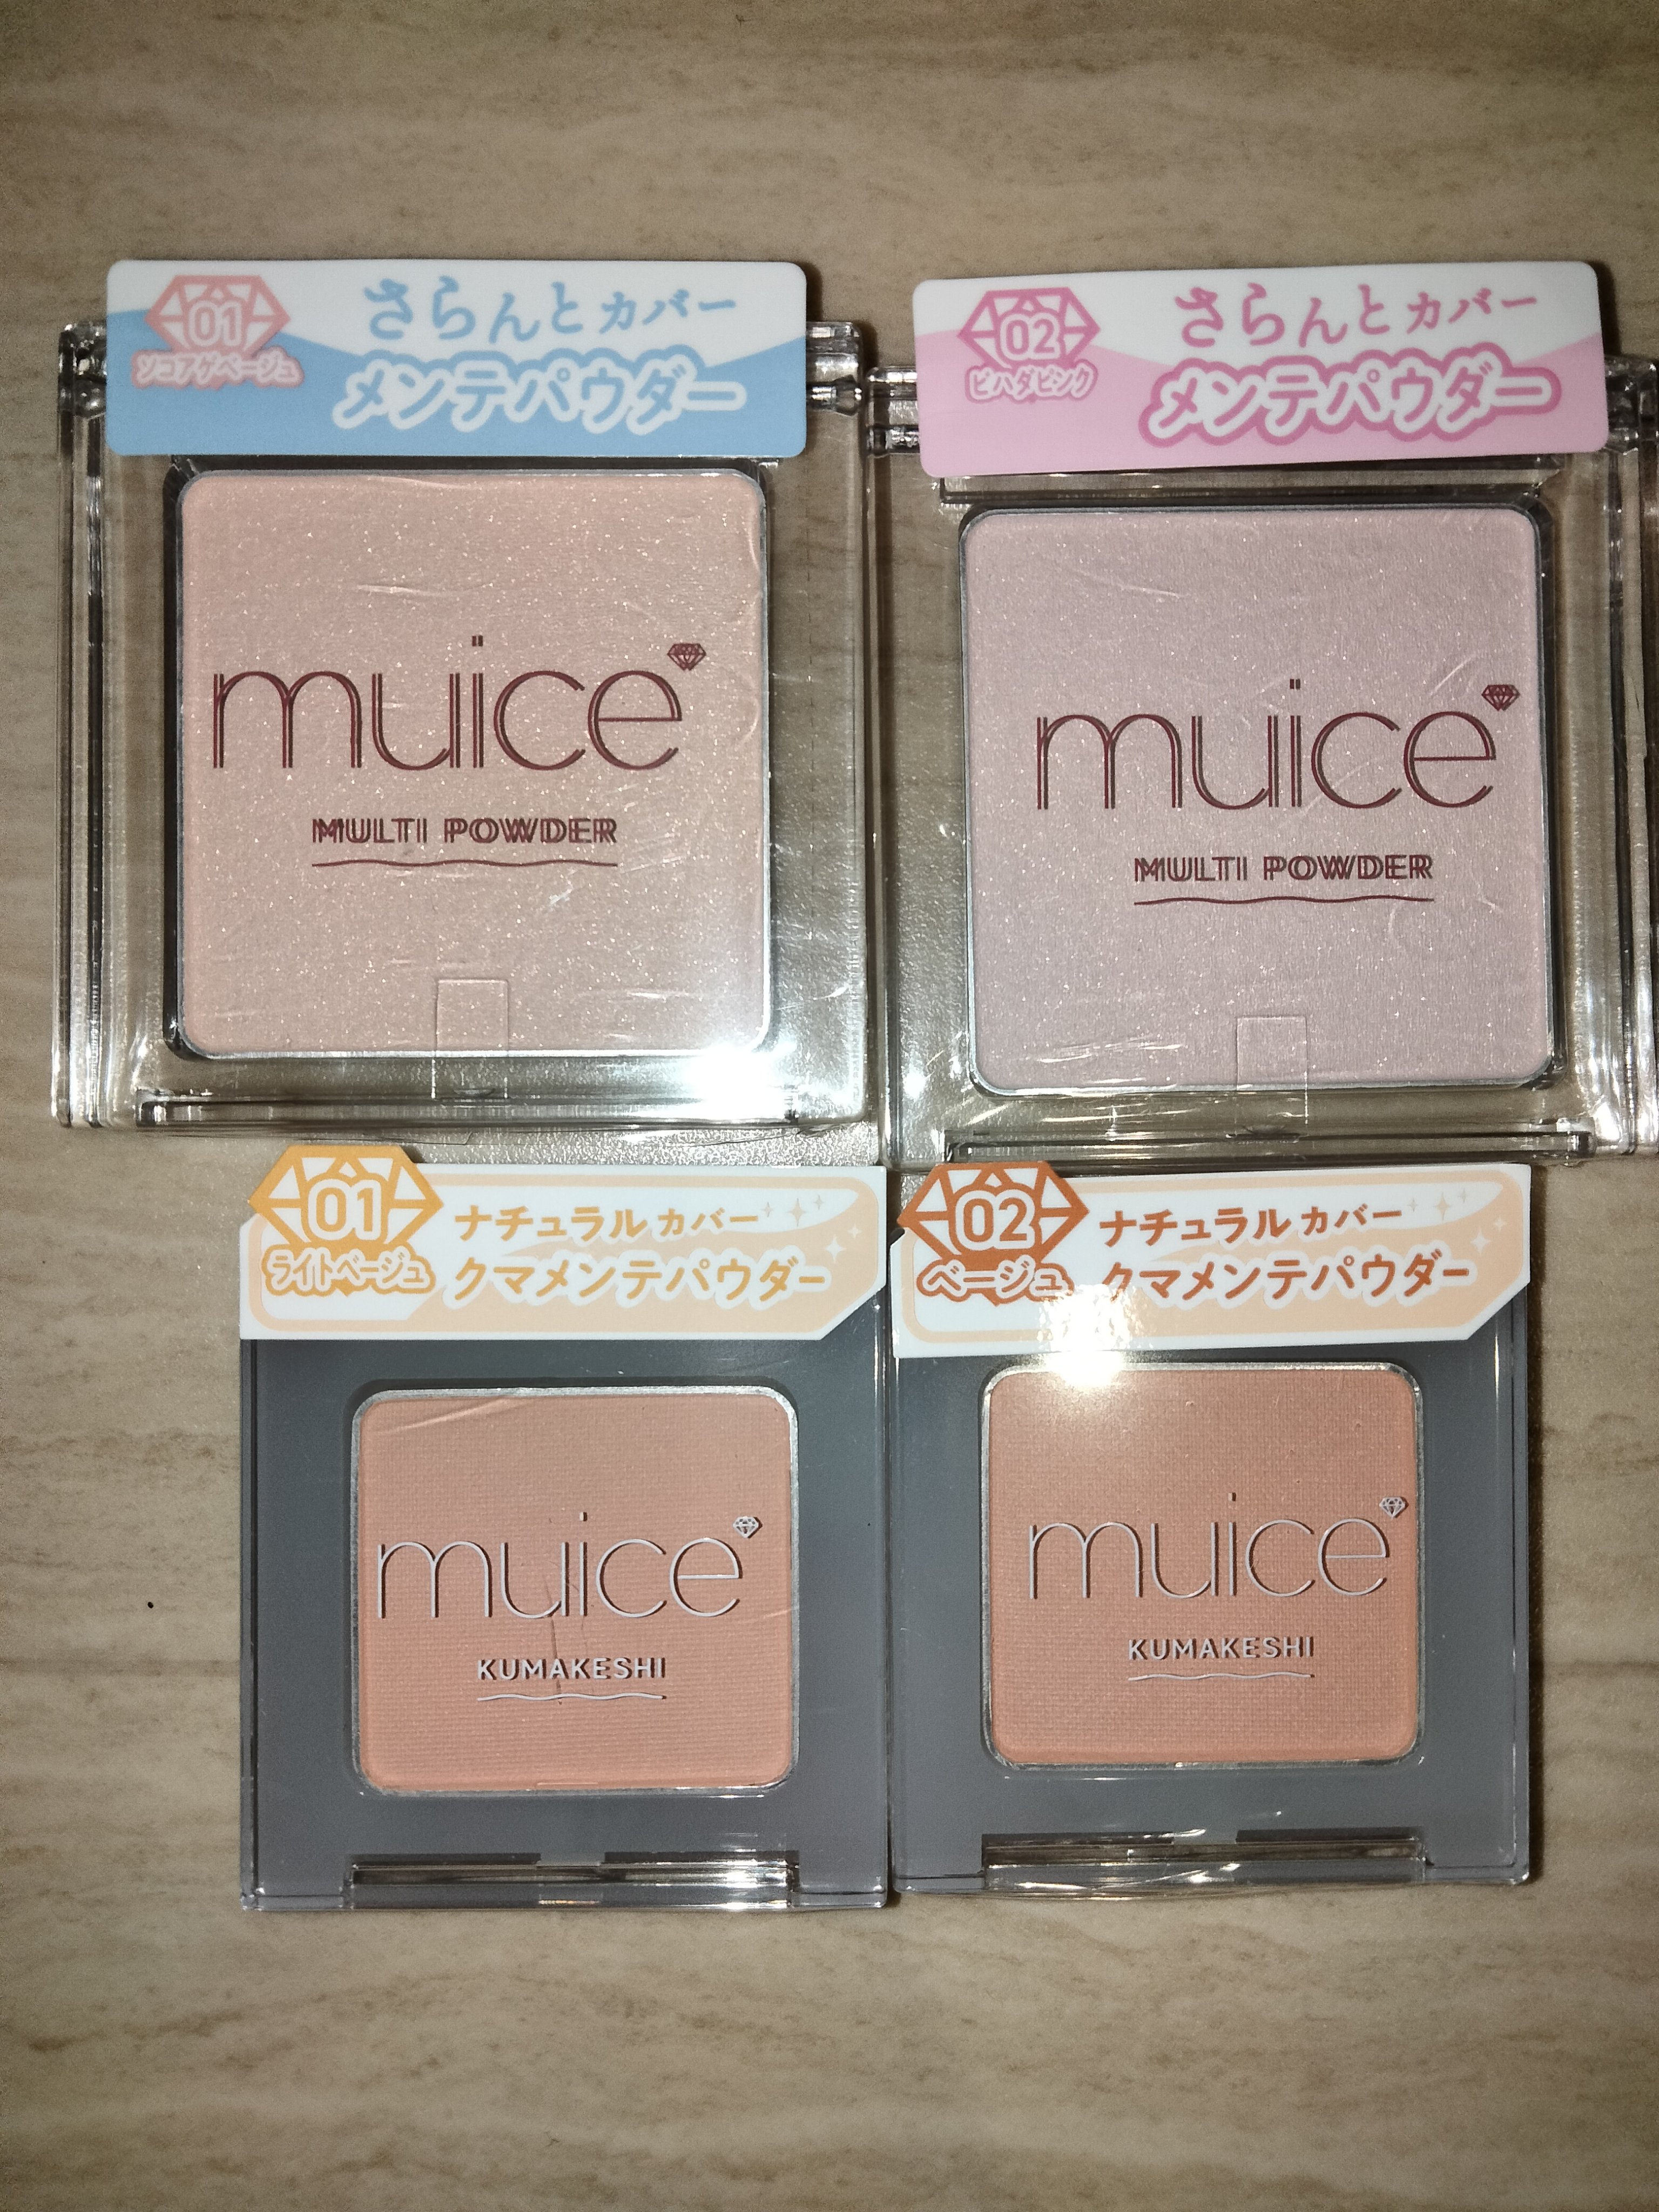 01
ソコアゲベージュ
さらんとカバー
メンテパウダー
muice
MULTI POWDER
02
ビハダピンク
さらんとカバー
メンテパウダー
muice
MULTI POWDER
01
ライトベージュ
ナチュラルカバー
クマメンテパウダー
muice
KUMAKESHI
02
ベージュ
ナチュラルカバー
クマメンテパウダー
muice
KUMAKESHI